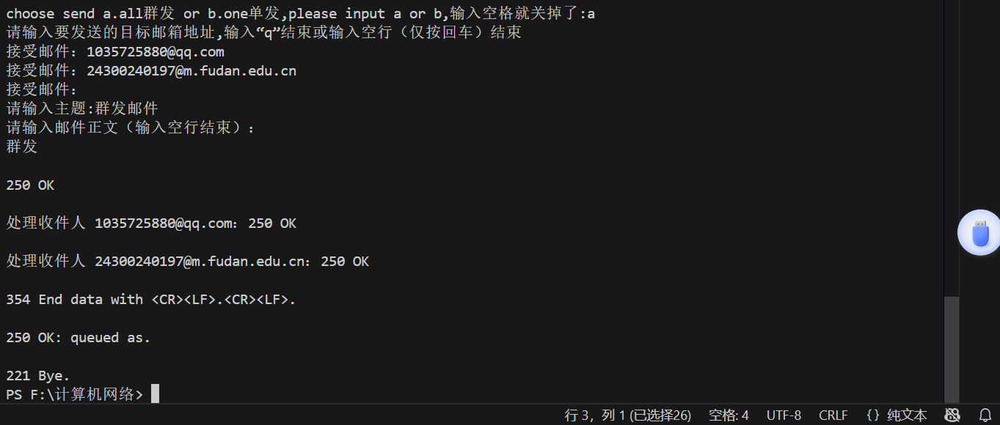 choose send a.all群发 or b.one单发,please input a or b,输入空格就关掉了:a
请输入要发送的目标邮箱地址,输入“q”结束或输入空行（仅按回车）结束
接受邮件：1035725880@qq.com
接受邮件：24300240197@m.fudan.edu.cn
接受邮件：
请输入主题:群发邮件
请输入邮件正文（输入空行结束）：
群发
250 OK
处理收件人 1035725880@qq.com：250 OK
处理收件人 24300240197@m.fudan.edu.cn：250 OK
354 End data with <CR><LF>.<CR><LF>.
250 OK: queued as.
221 Bye.
PS F:\计算机网络>
行 3，列 1 (已选择26) 空格: 4 UTF-8 CRLF {} 纯文本